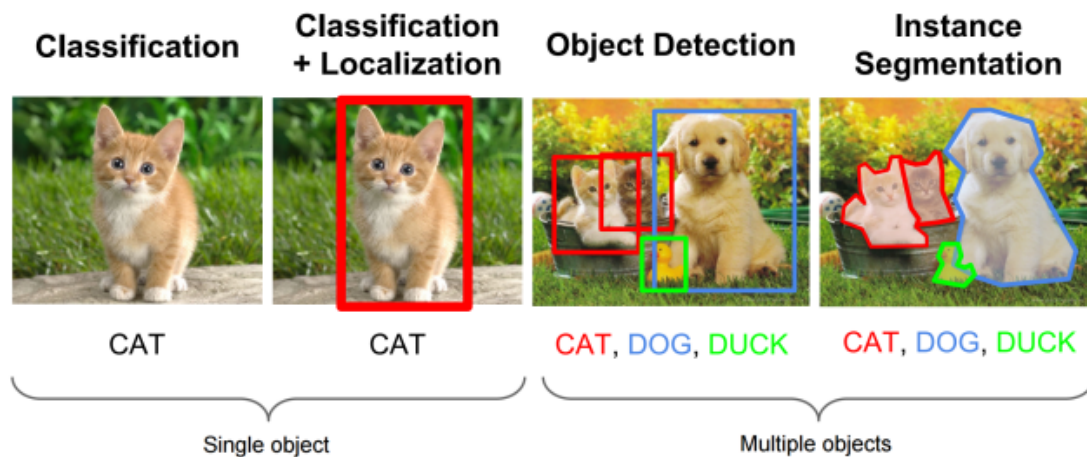 Classification
Classification
+ Localization
Object Detection
Instance
Segmentation
CAT
CAT
CAT, DOG, DUCK
CAT, DOG, DUCK
Single object
Multiple objects